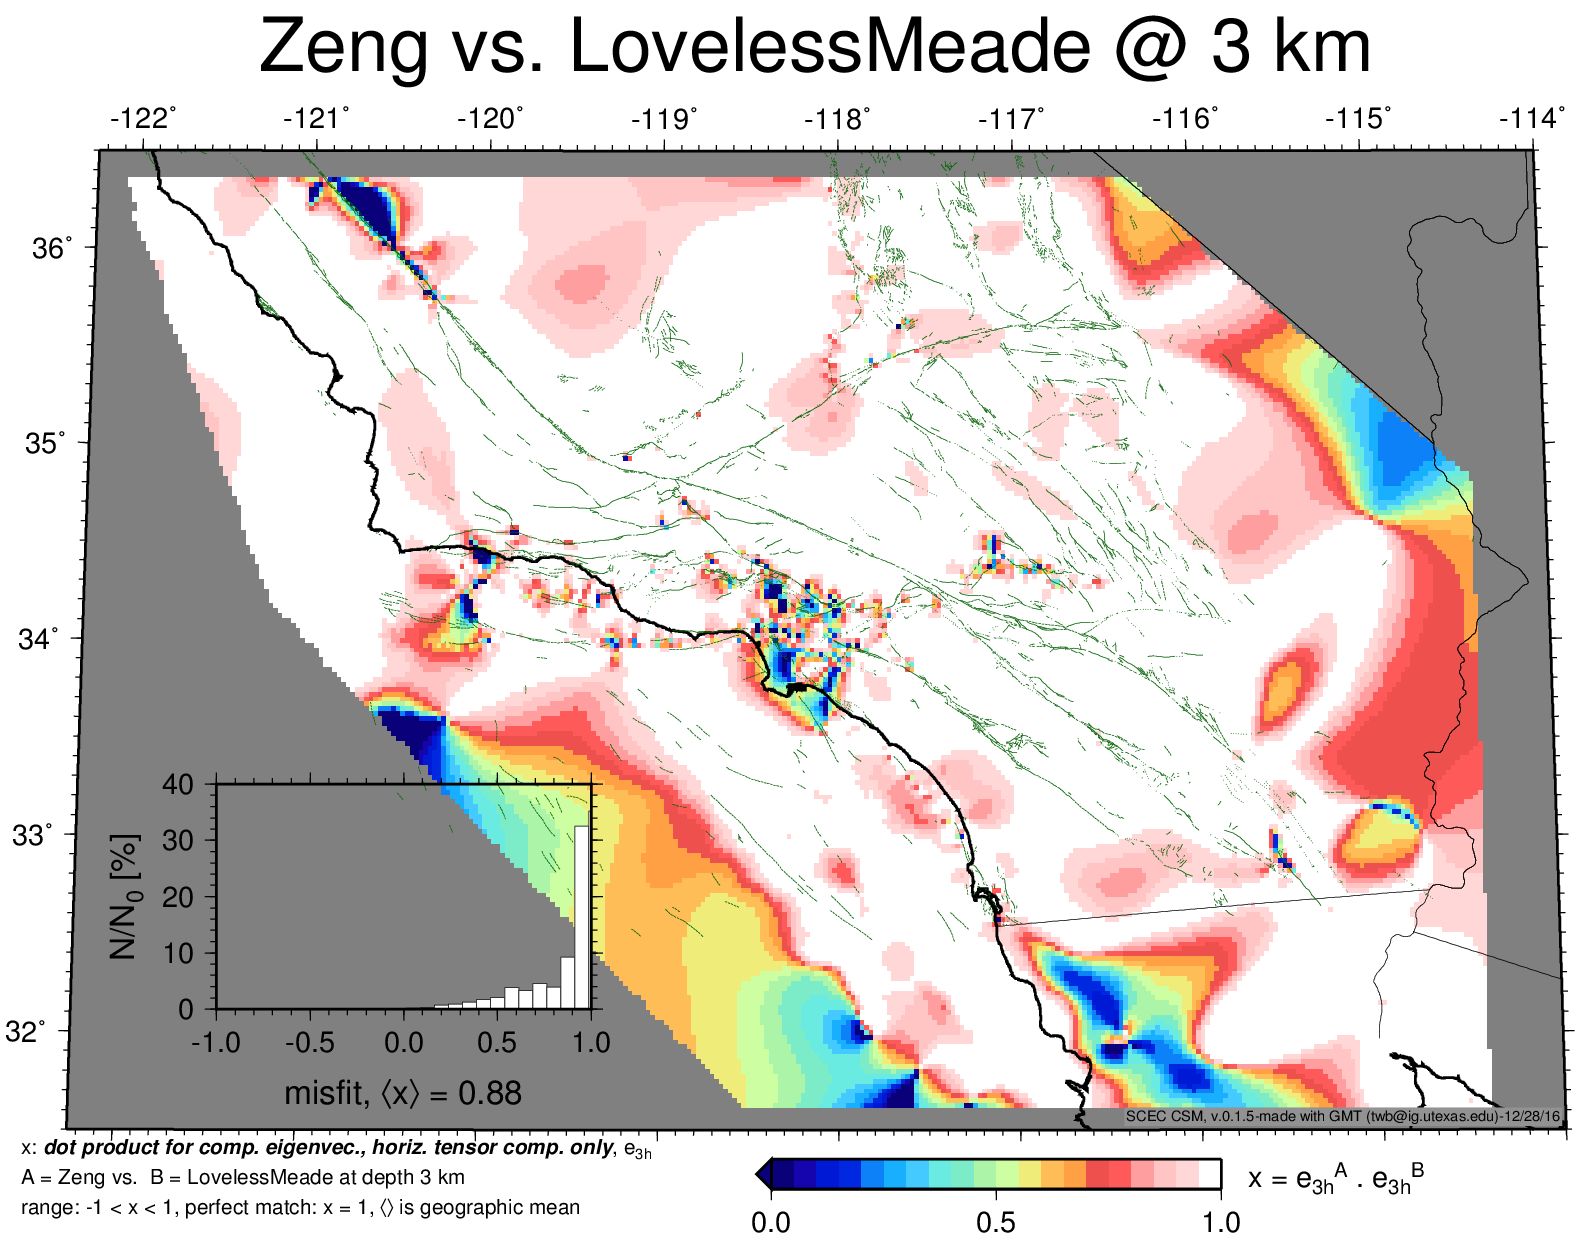 Zeng vs. LovelessMeade @ 3 km
-122˚ -121˚ -120˚ -119˚ -118˚ -117˚ -116˚ -115˚ -114˚
36˚
35˚
34˚
33˚
32˚
40
30
20
10
0
N/N0 [%]
-1.0 -0.5 0.0 0.5 1.0
misfit, ⟨x⟩ = 0.88
SCEC CSM, v.0.1.5-made with GMT (twb@ig.utexas.edu)-12/28/16
x: dot product for comp. eigenvec., horiz. tensor comp. only, e3h
A = Zeng vs. B = LovelessMeade at depth 3 km
range: -1 < x < 1, perfect match: x = 1, ⟨⟩ is geographic mean
0.0 0.5 1.0
x = e3hA . e3hB